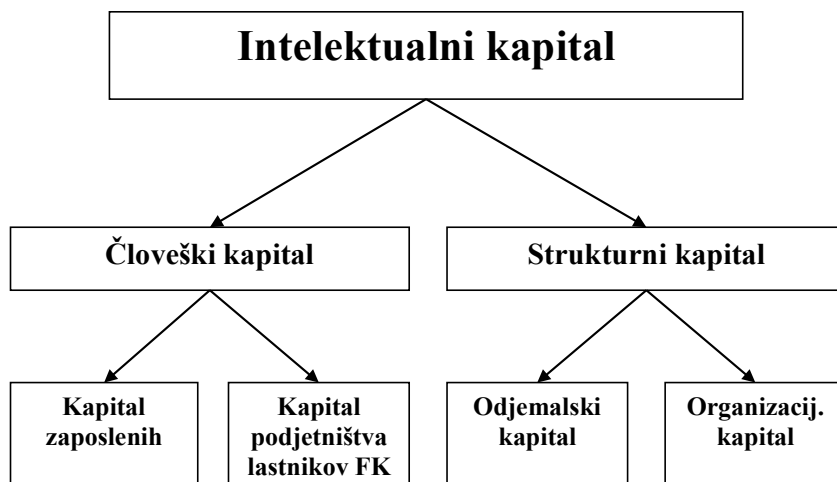 Intelektualni kapital
Človeški kapital
Strukturni kapital
Kapital
zaposlenih
Kapital
podjetništva
lastnikov FK
Odjemalski
kapital
Organizacij.
kapital